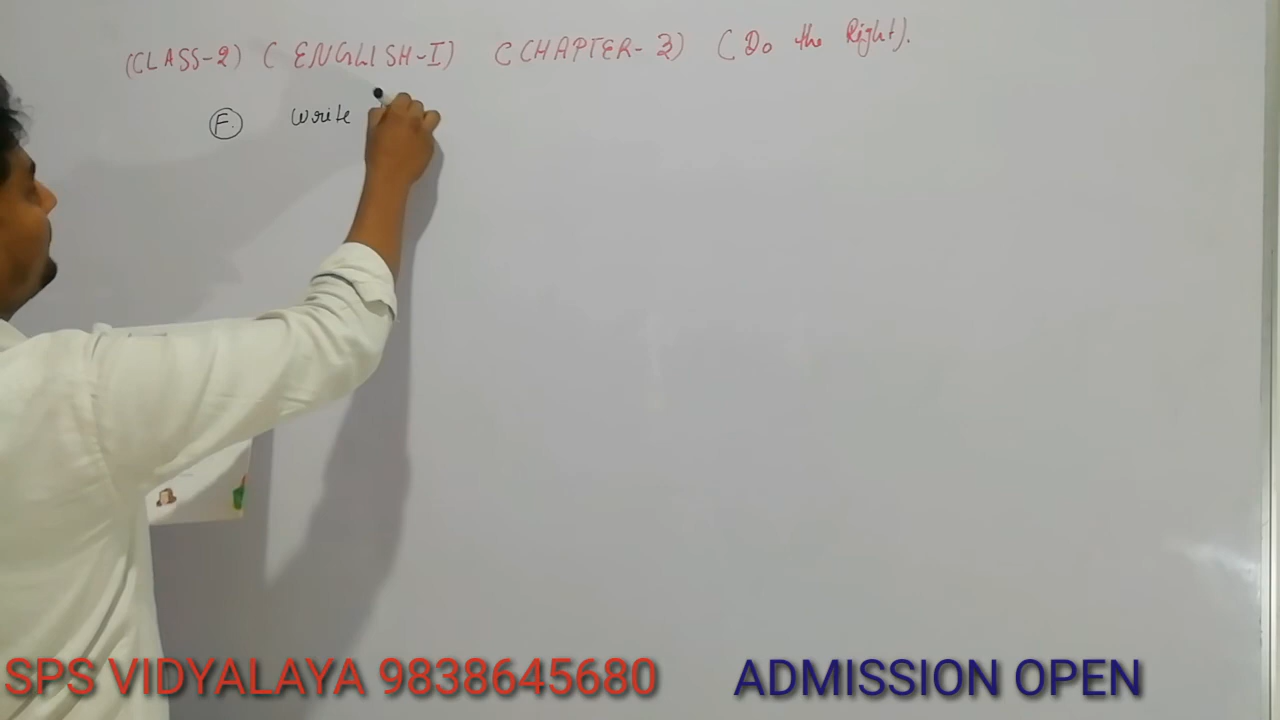 (CLASS-2) (ENGLISH-I) (CHAPTER-3) (Do the Right).
F. Write
SPS VIDYALAYA 9838645680 ADMISSION OPEN